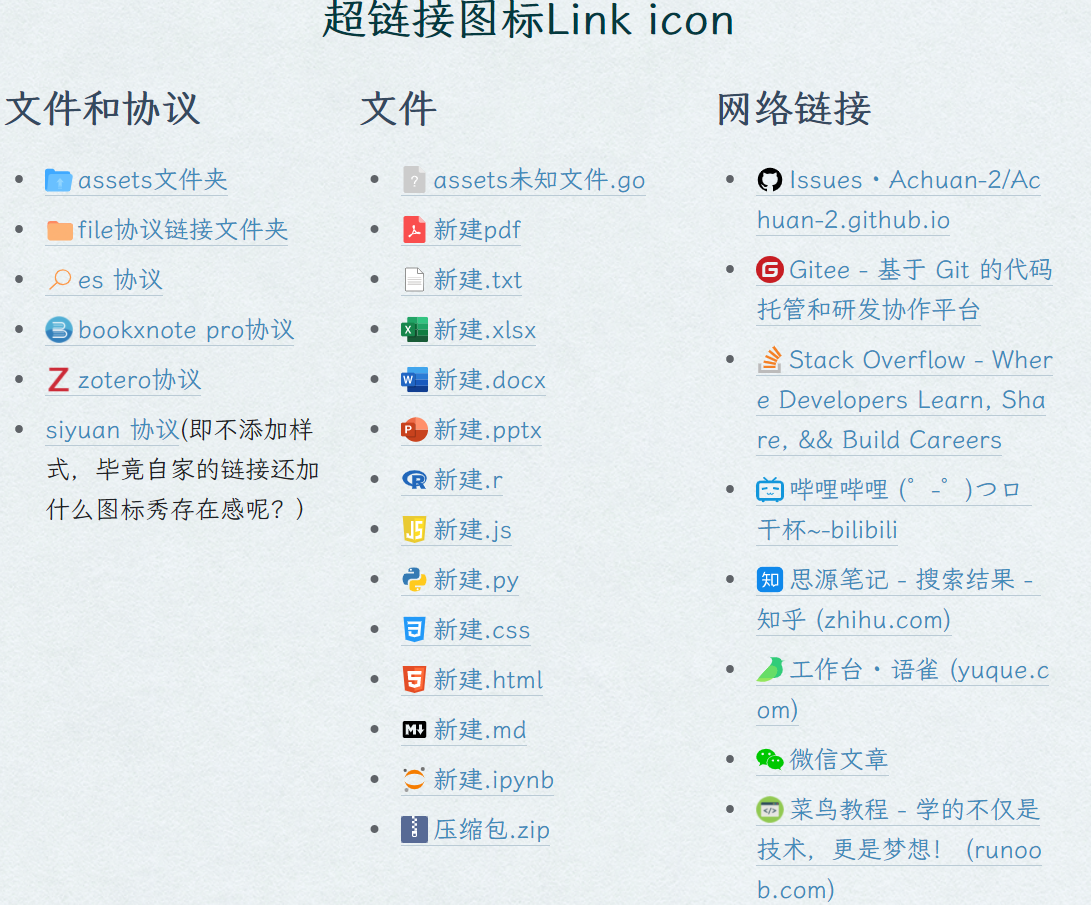 超链接图标Link icon
文件和协议
assets文件夹
file协议链接文件夹
es 协议
bookxnote pro协议
zotero协议
siyuan 协议(即不添加样
式，毕竟自家的链接还加
什么图标秀存在感呢？)
文件
assets未知文件.go
新建pdf
新建.txt
新建.xlsx
新建.docx
新建.pptx
新建.r
新建.js
新建.py
新建.css
新建.html
新建.md
新建.ipynb
压缩包.zip
网络链接
Issues · Achuan-2/Ac
huan-2.github.io
Gitee - 基于 Git 的代码
托管和研发协作平台
Stack Overflow - Wher
e Developers Learn, Sha
re, && Build Careers
哔哩哔哩 (゜-゜)つロ
干杯~-bilibili
思源笔记 - 搜索结果 -
知乎 (zhihu.com)
工作台 · 语雀 (yuque.c
om)
微信文章
菜鸟教程 - 学的不仅是
技术，更是梦想！ (runoo
b.com)